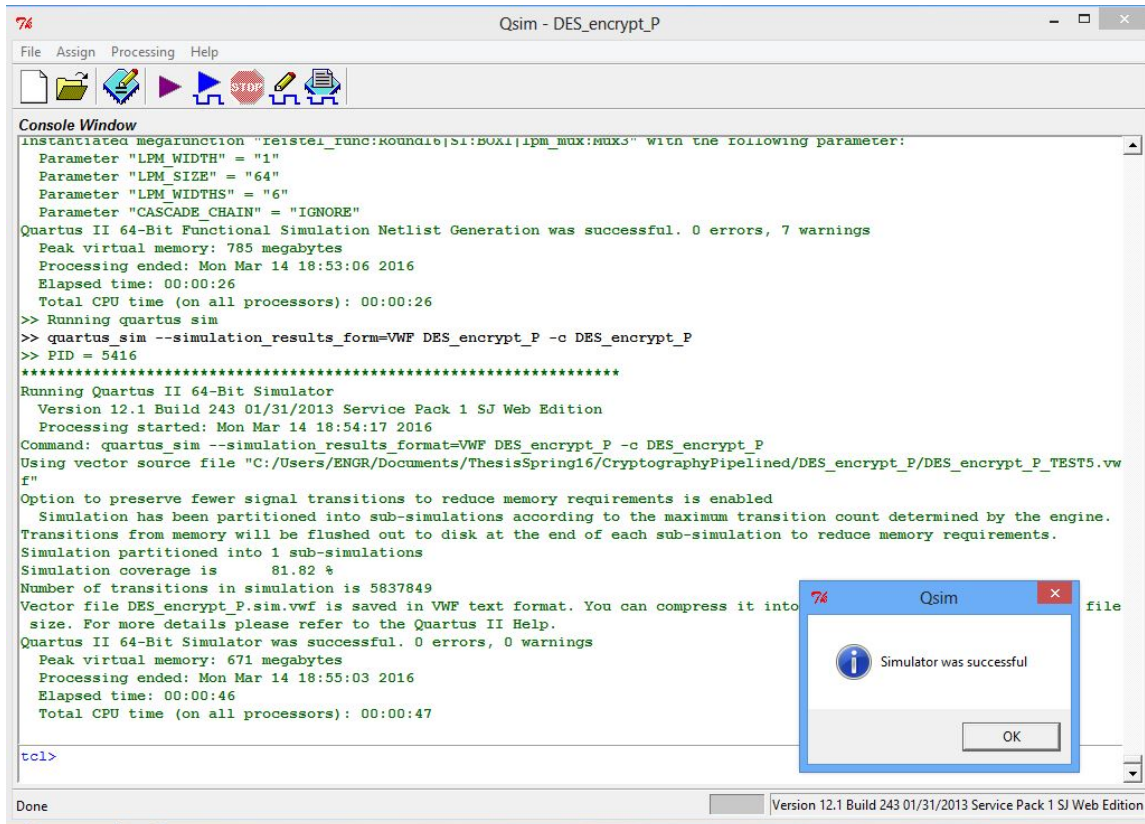 Qsim - DES_encrypt_P
File Assign Processing Help
STOP
Console Window
Instantiated megafunction "feistel_func:Round16|S1:BOX1|lpm_mux:Mux3" with the following parameter:
Parameter "LPM_WIDTH" = "1"
Parameter "LPM_SIZE" = "64"
Parameter "LPM_WIDTHS" = "6"
Parameter "CASCADE_CHAIN" = "IGNORE"
Quartus II 64-Bit Functional Simulation Netlist Generation was successful. 0 errors, 7 warnings
Peak virtual memory: 785 megabytes
Processing ended: Mon Mar 14 18:53:06 2016
Elapsed time: 00:00:26
Total CPU time (on all processors): 00:00:26
>> Running quartus sim
>> quartus_sim --simulation_results_form=VWF DES_encrypt_P -c DES_encrypt_P
>> PID = 5416
*******************************************************************
Running Quartus II 64-Bit Simulator
Version 12.1 Build 243 01/31/2013 Service Pack 1 SJ Web Edition
Processing started: Mon Mar 14 18:54:17 2016
Command: quartus_sim --simulation_results_format=VWF DES_encrypt_P -c DES_encrypt_P
Using vector source file "C:/Users/ENGR/Documents/ThesisSpring16/CryptographyPipelined/DES_encrypt_P/DES_encrypt_P_TEST5.vw
f"
Option to preserve fewer signal transitions to reduce memory requirements is enabled
Simulation has been partitioned into sub-simulations according to the maximum transition count determined by the engine.
Transitions from memory will be flushed out to disk at the end of each sub-simulation to reduce memory requirements.
Simulation partitioned into 1 sub-simulations
Simulation coverage is 81.82 %
Number of transitions in simulation is 5837849
Vector file DES_encrypt_P.sim.vwf is saved in VWF text format. You can compress it into file
size. For more details please refer to the Quartus II Help.
Quartus II 64-Bit Simulator was successful. 0 errors, 0 warnings
Peak virtual memory: 671 megabytes
Processing ended: Mon Mar 14 18:55:03 2016
Elapsed time: 00:00:46
Total CPU time (on all processors): 00:00:47
tcl>
Qsim
Simulator was successful
OK
Done
Version 12.1 Build 243 01/31/2013 Service Pack 1 SJ Web Edition